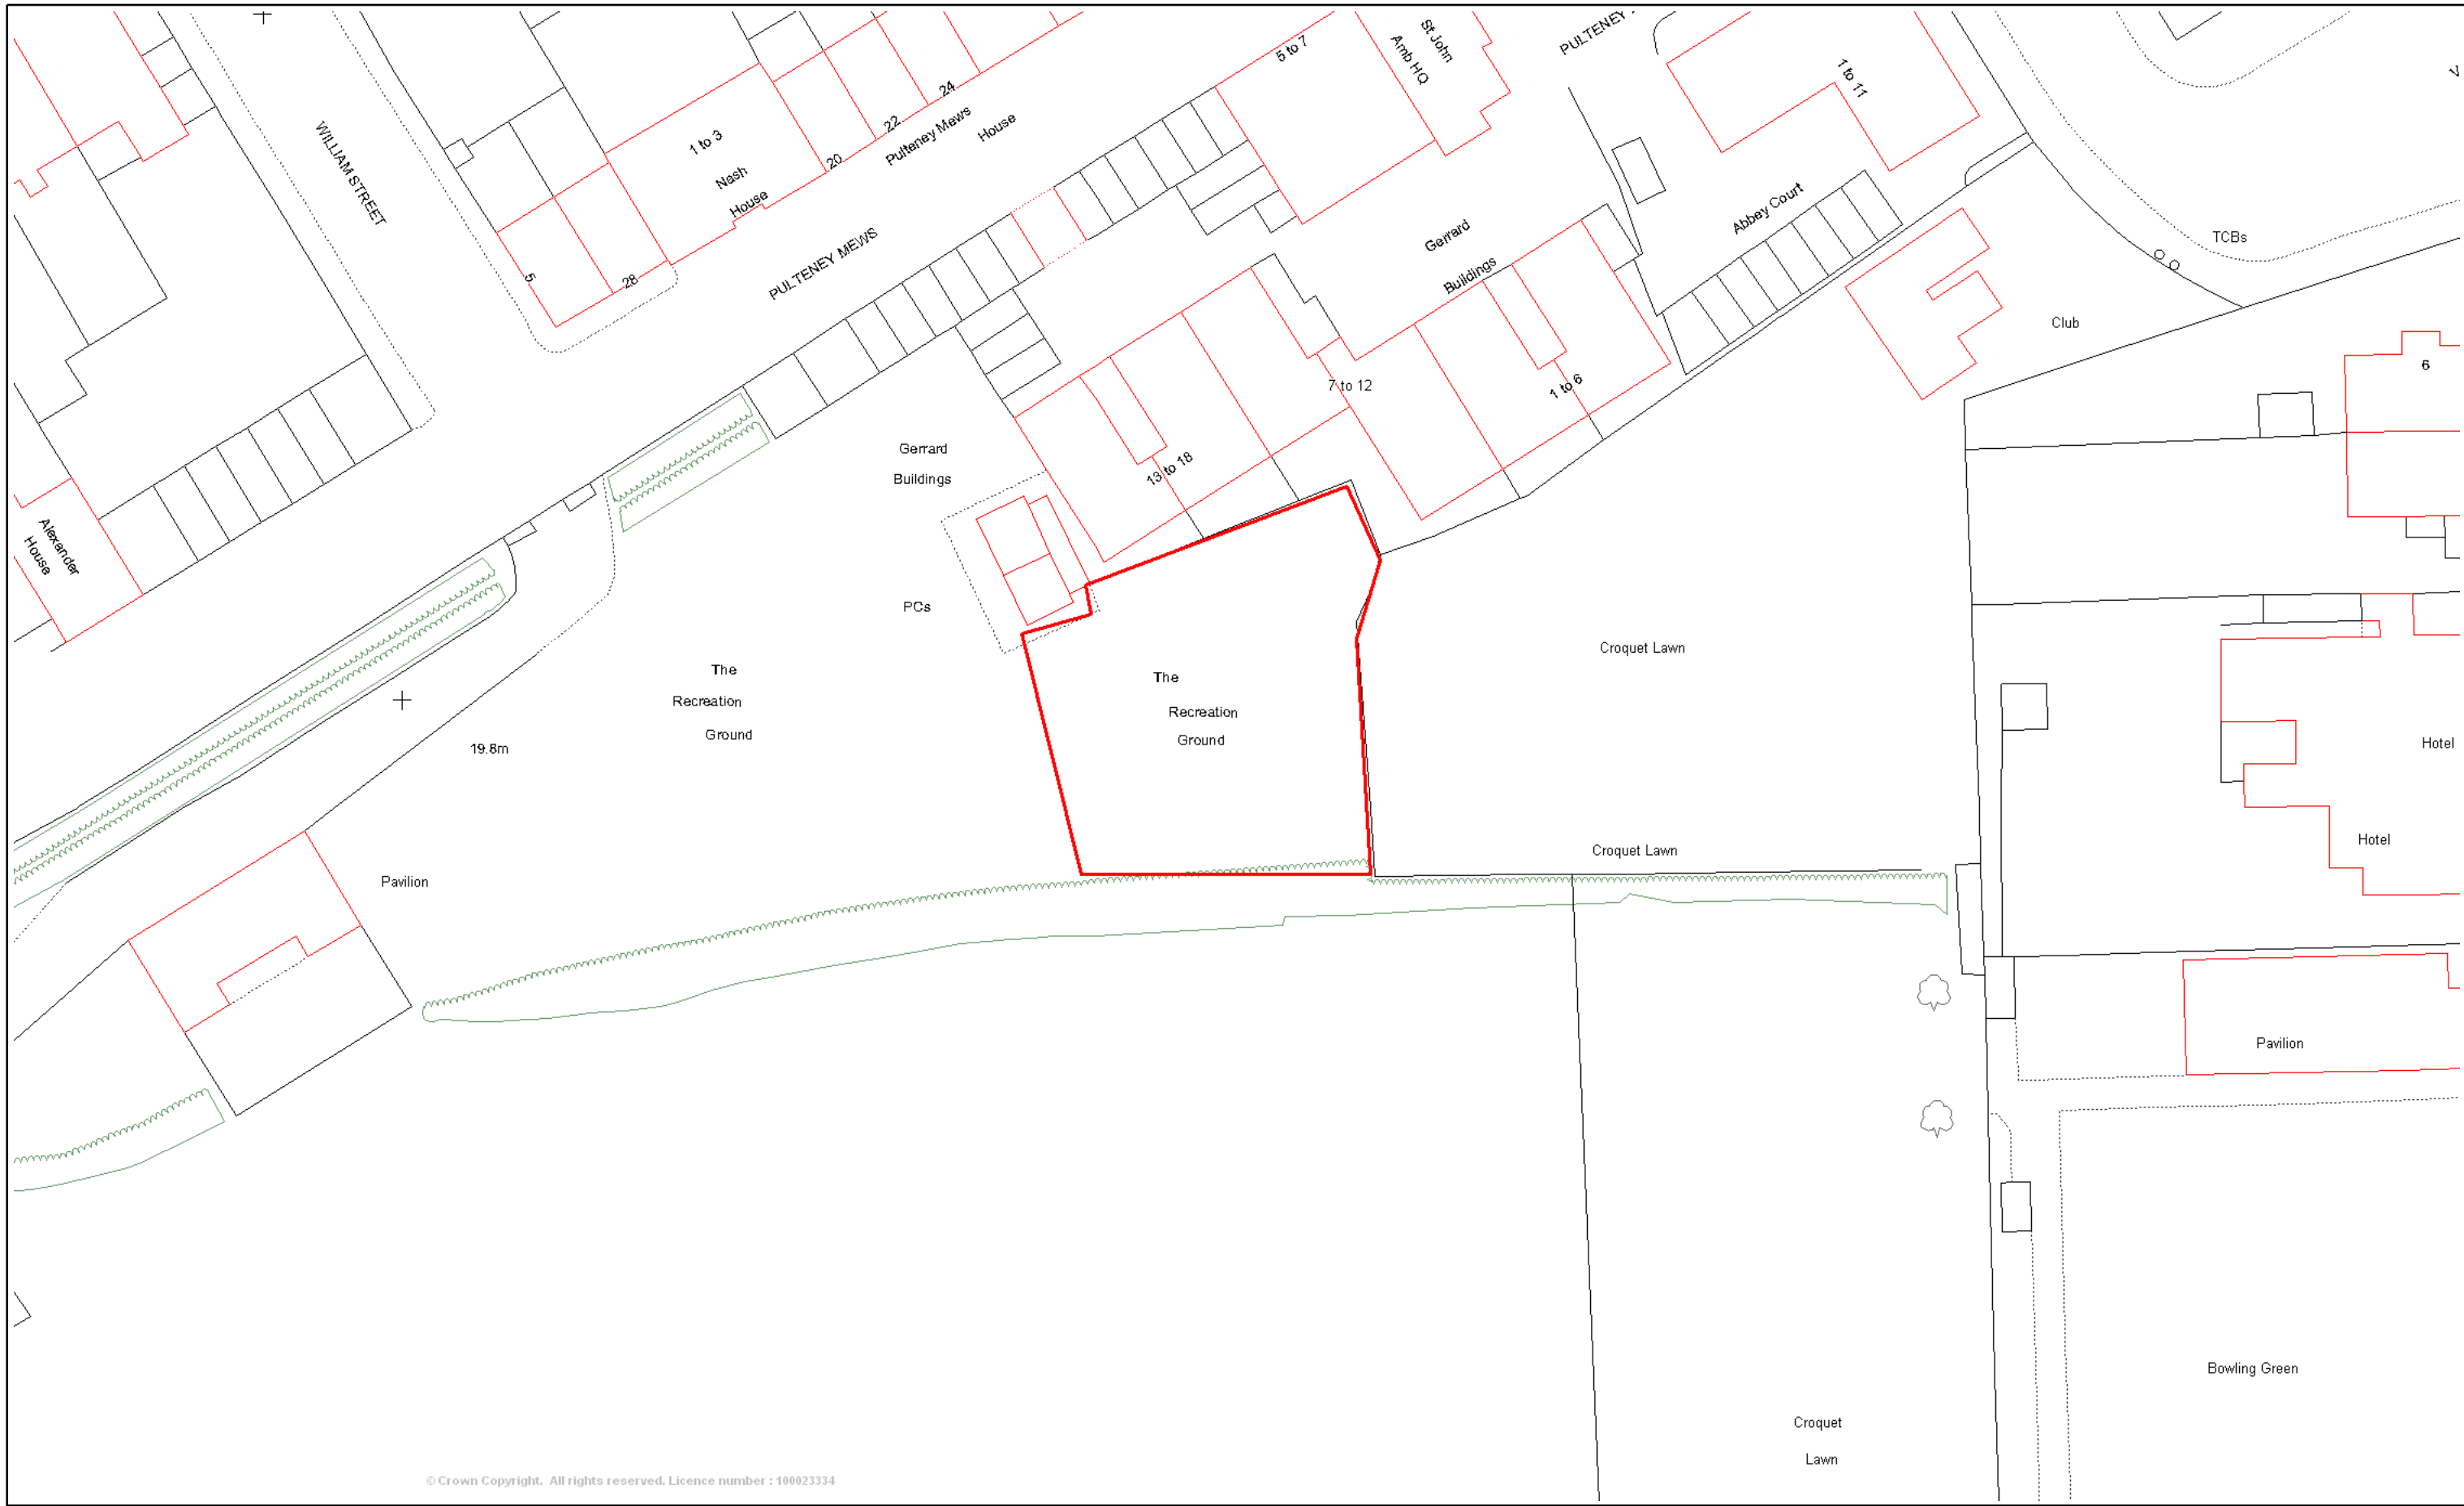 PULTENEY
St John
Amb HQ
5 to 7
1 to 11
WILLIAM STREET
1 to 3
Nash
House
20
22
24
Pulteney Mews
House
5
28
PULTENEY MEWS
Gerrard
Buildings
Abbey Court
TCBs
Club
6
7 to 12
1 to 6
13 to 18
Gerrard
Buildings
Alexander
House
PCs
The
Recreation
Ground
The
Recreation
Ground
Croquet Lawn
19.8m
Hotel
Hotel
Croquet Lawn
Pavilion
Pavilion
Bowling Green
Croquet
Lawn
© Crown Copyright. All rights reserved. Licence number : 100023334